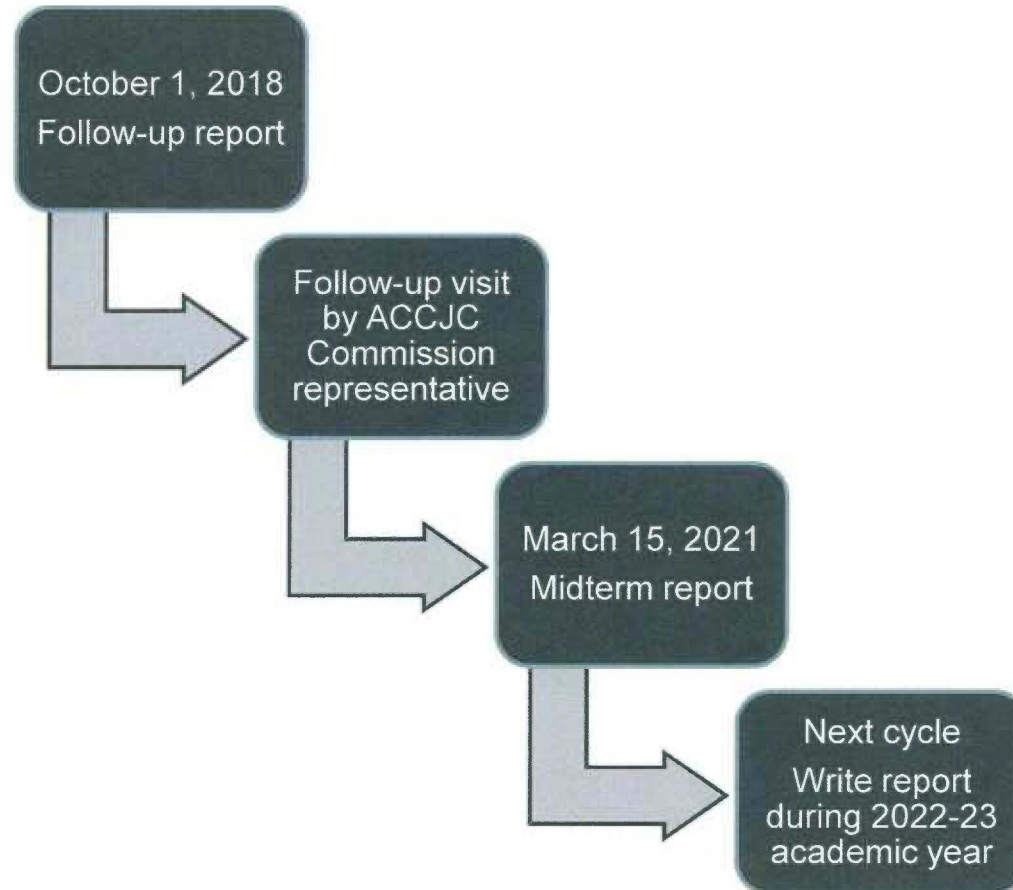 October 1, 2018
Follow-up report
Follow-up visit
by ACCJC
Commission
representative
March 15, 2021
Midterm report
Next cycle
Write report
during 2022-23
academic year